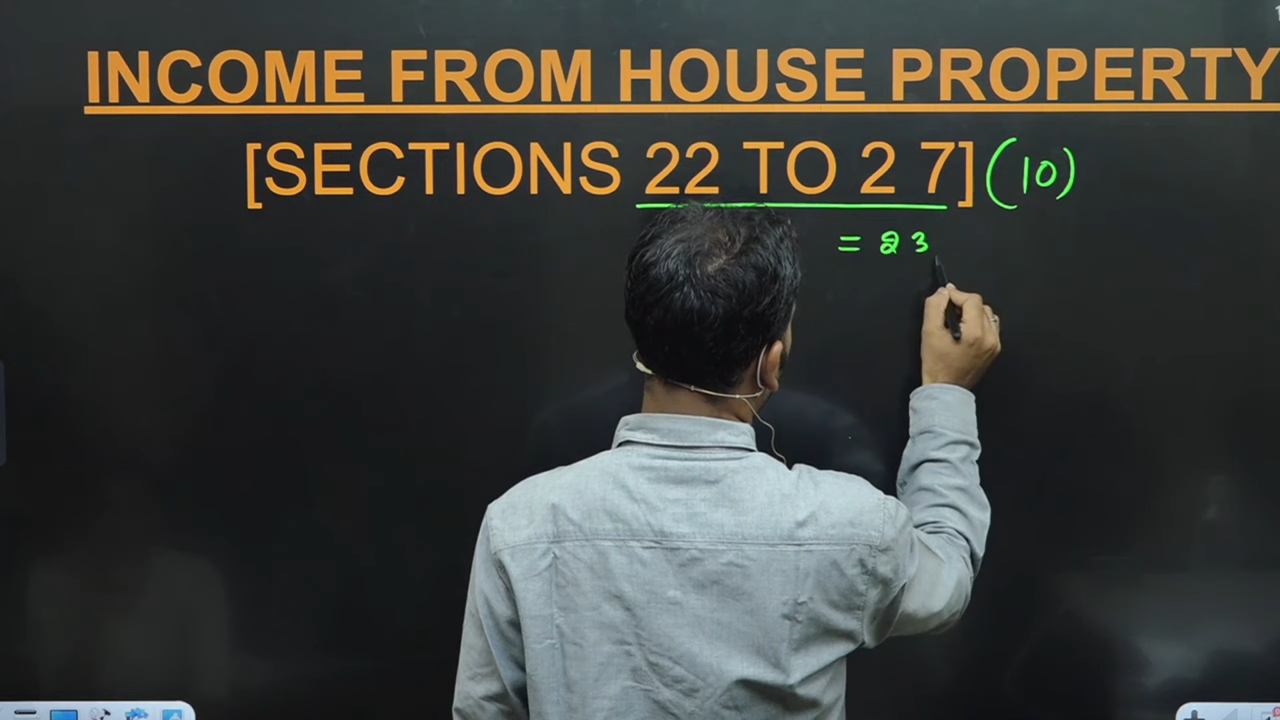 INCOME FROM HOUSE PROPERTY
[SECTIONS 22 TO 2 7] (10)
= 23